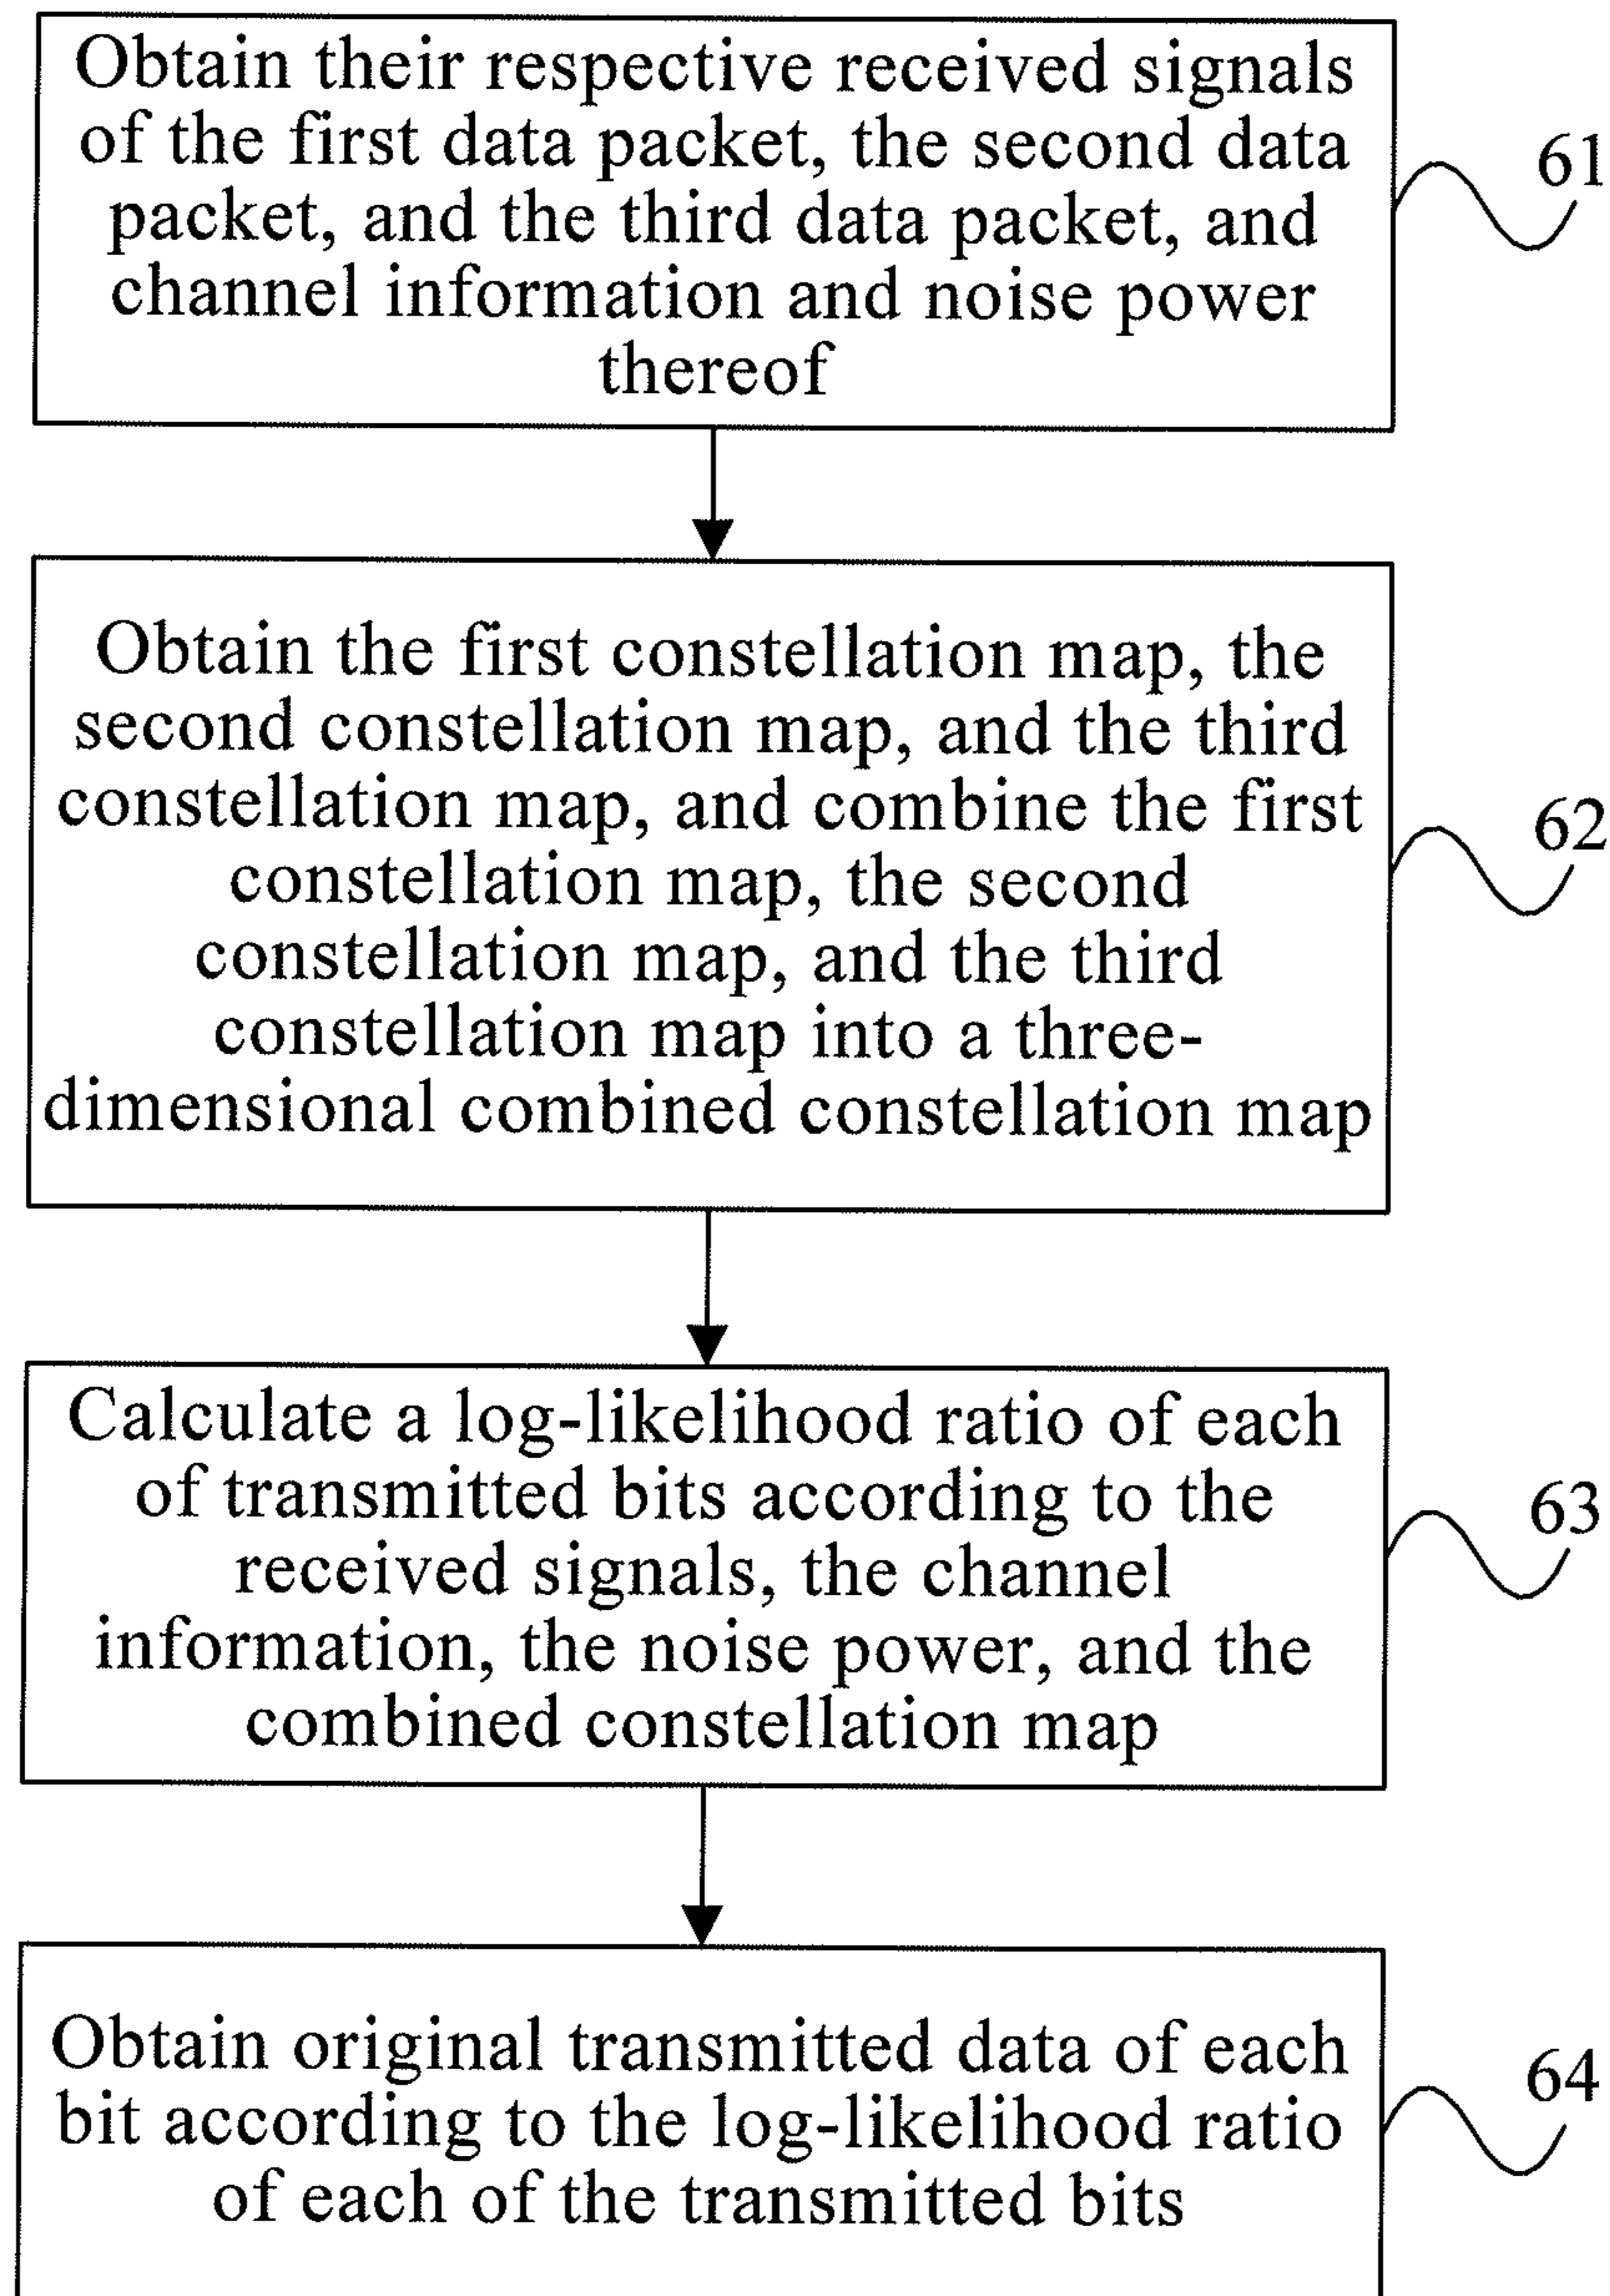 Obtain their respective received signals
of the first data packet, the second data
packet, and the third data packet, and
channel information and noise power
thereof
61
Obtain the first constellation map, the
second constellation map, and the third
constellation map, and combine the first
constellation map, the second
constellation map, and the third
constellation map into a three-
dimensional combined constellation map
62
Calculate a log-likelihood ratio of each
of transmitted bits according to the
received signals, the channel
information, the noise power, and the
combined constellation map
63
Obtain original transmitted data of each
bit according to the log-likelihood ratio
of each of the transmitted bits
64